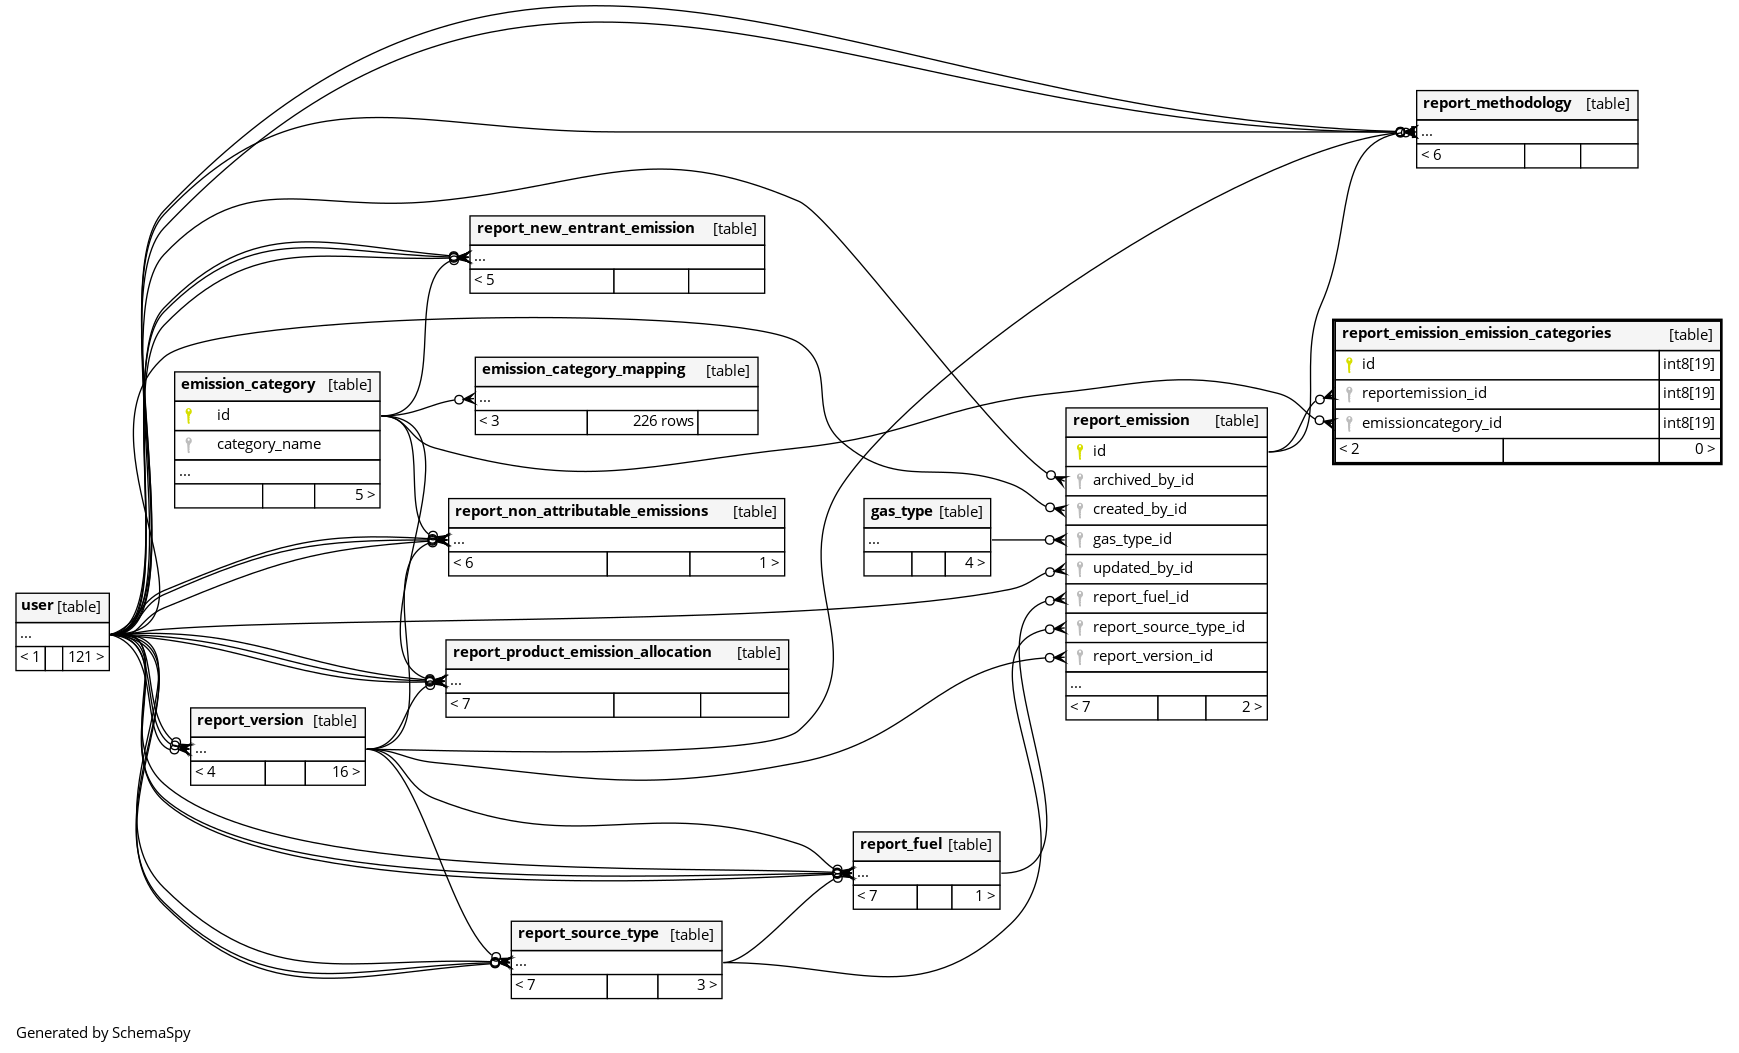 report_methodology [table]
...
< 6
report_new_entrant_emission [table]
...
< 5
report_emission_emission_categories [table]
id int8[19]
reportemission_id int8[19]
emissioncategory_id int8[19]
< 2 0 >
emission_category_mapping [table]
...
< 3 226 rows
emission_category [table]
id
category_name
...
5 >
report_emission [table]
id
archived_by_id
created_by_id
gas_type_id
updated_by_id
report_fuel_id
report_source_type_id
report_version_id
...
< 7 2 >
report_non_attributable_emissions [table]
...
< 6 1 >
gas_type [table]
...
4 >
user [table]
...
< 1 121 >
report_product_emission_allocation [table]
...
< 7
report_version [table]
...
< 4 16 >
report_fuel [table]
...
< 7 1 >
report_source_type [table]
...
< 7 3 >
Generated by SchemaSpy